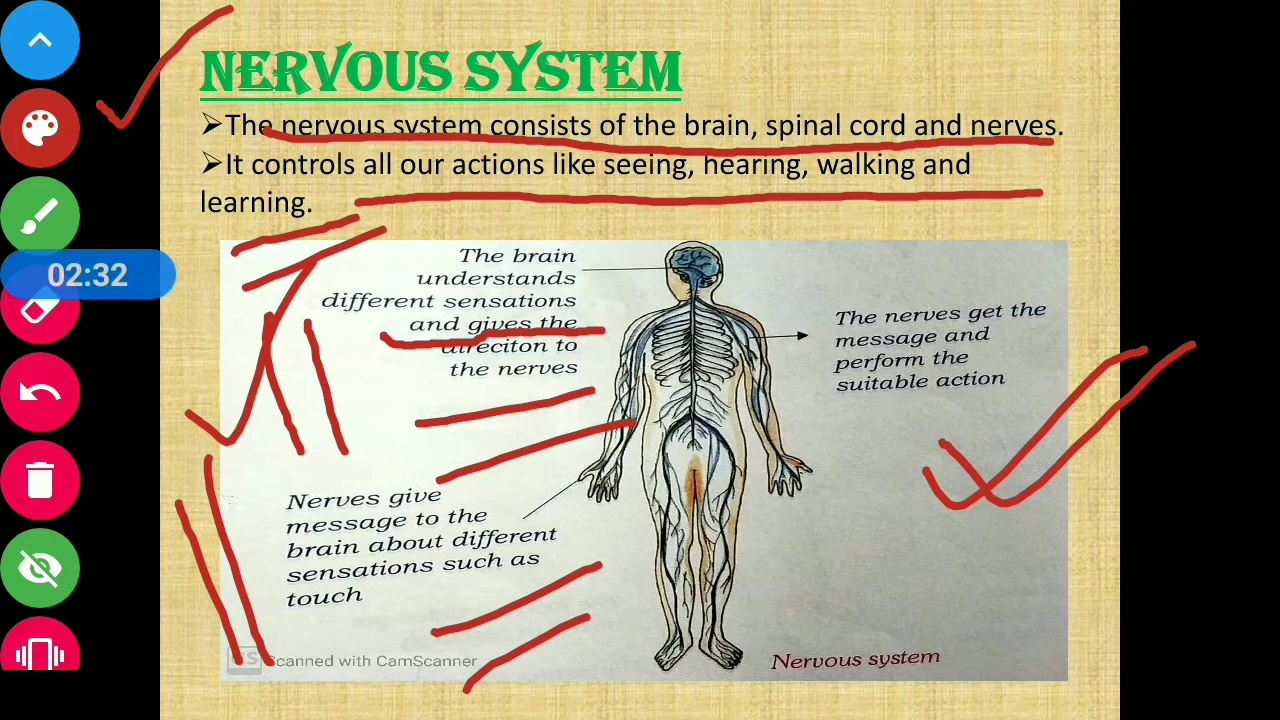 NERVOUS SYSTEM
➢The nervous system consists of the brain, spinal cord and nerves.
➢It controls all our actions like seeing, hearing, walking and
learning.
02:32
The brain
understands
different sensations
and gives the
direciton to
the nerves
The nerves get the
message and
perform the
suitable action
Nerves give
message to the
brain about different
sensations such as
touch
CS Scanned with CamScanner
Nervous system